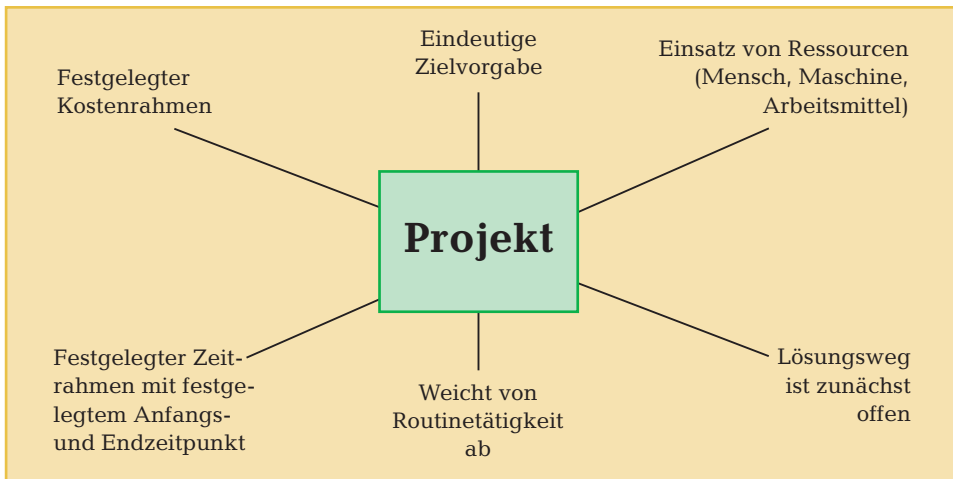 Festgelegter
Kostenrahmen
Eindeutige
Zielvorgabe
Einsatz von Ressourcen
(Mensch, Maschine,
Arbeitsmittel)
Projekt
Festgelegter Zeit-
rahmen mit festge-
legtem Anfangs-
und Endzeitpunkt
Weicht von
Routinetätigkeit
ab
Lösungsweg
ist zunächst
offen